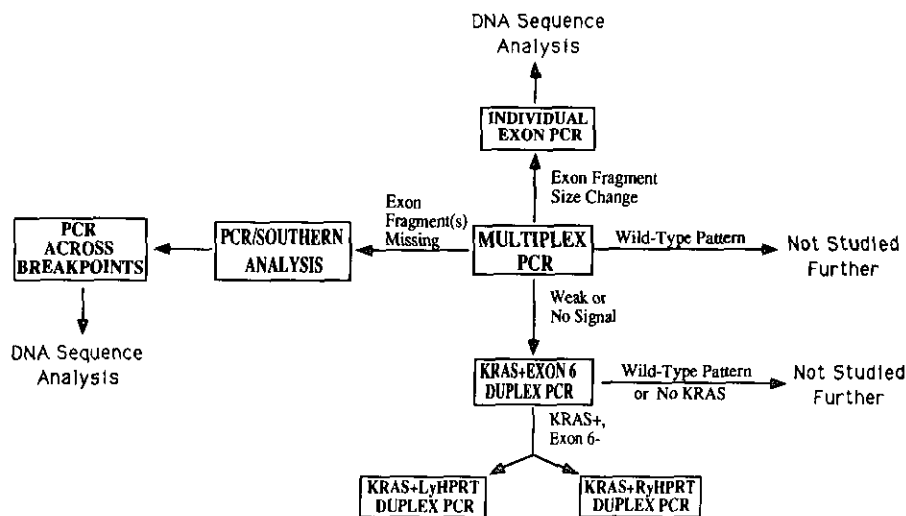 DNA Sequence
Analysis
INDIVIDUAL
EXON PCR
Exon Fragment
Size Change
Exon
Fragment(s)
Missing
PCR
ACROSS
BREAKPOINTS
PCR/SOUTHERN
ANALYSIS
MULTIPLEX
PCR
Wild-Type Pattern
Not Studied
Further
Weak or
No Signal
DNA Sequence
Analysis
KRAS+EXON 6
DUPLEX PCR
Wild-Type Pattern
or No KRAS
Not Studied
Further
KRAS+,
Exon 6-
KRAS+LyHPRT
DUPLEX PCR
KRAS+RyHPRT
DUPLEX PCR